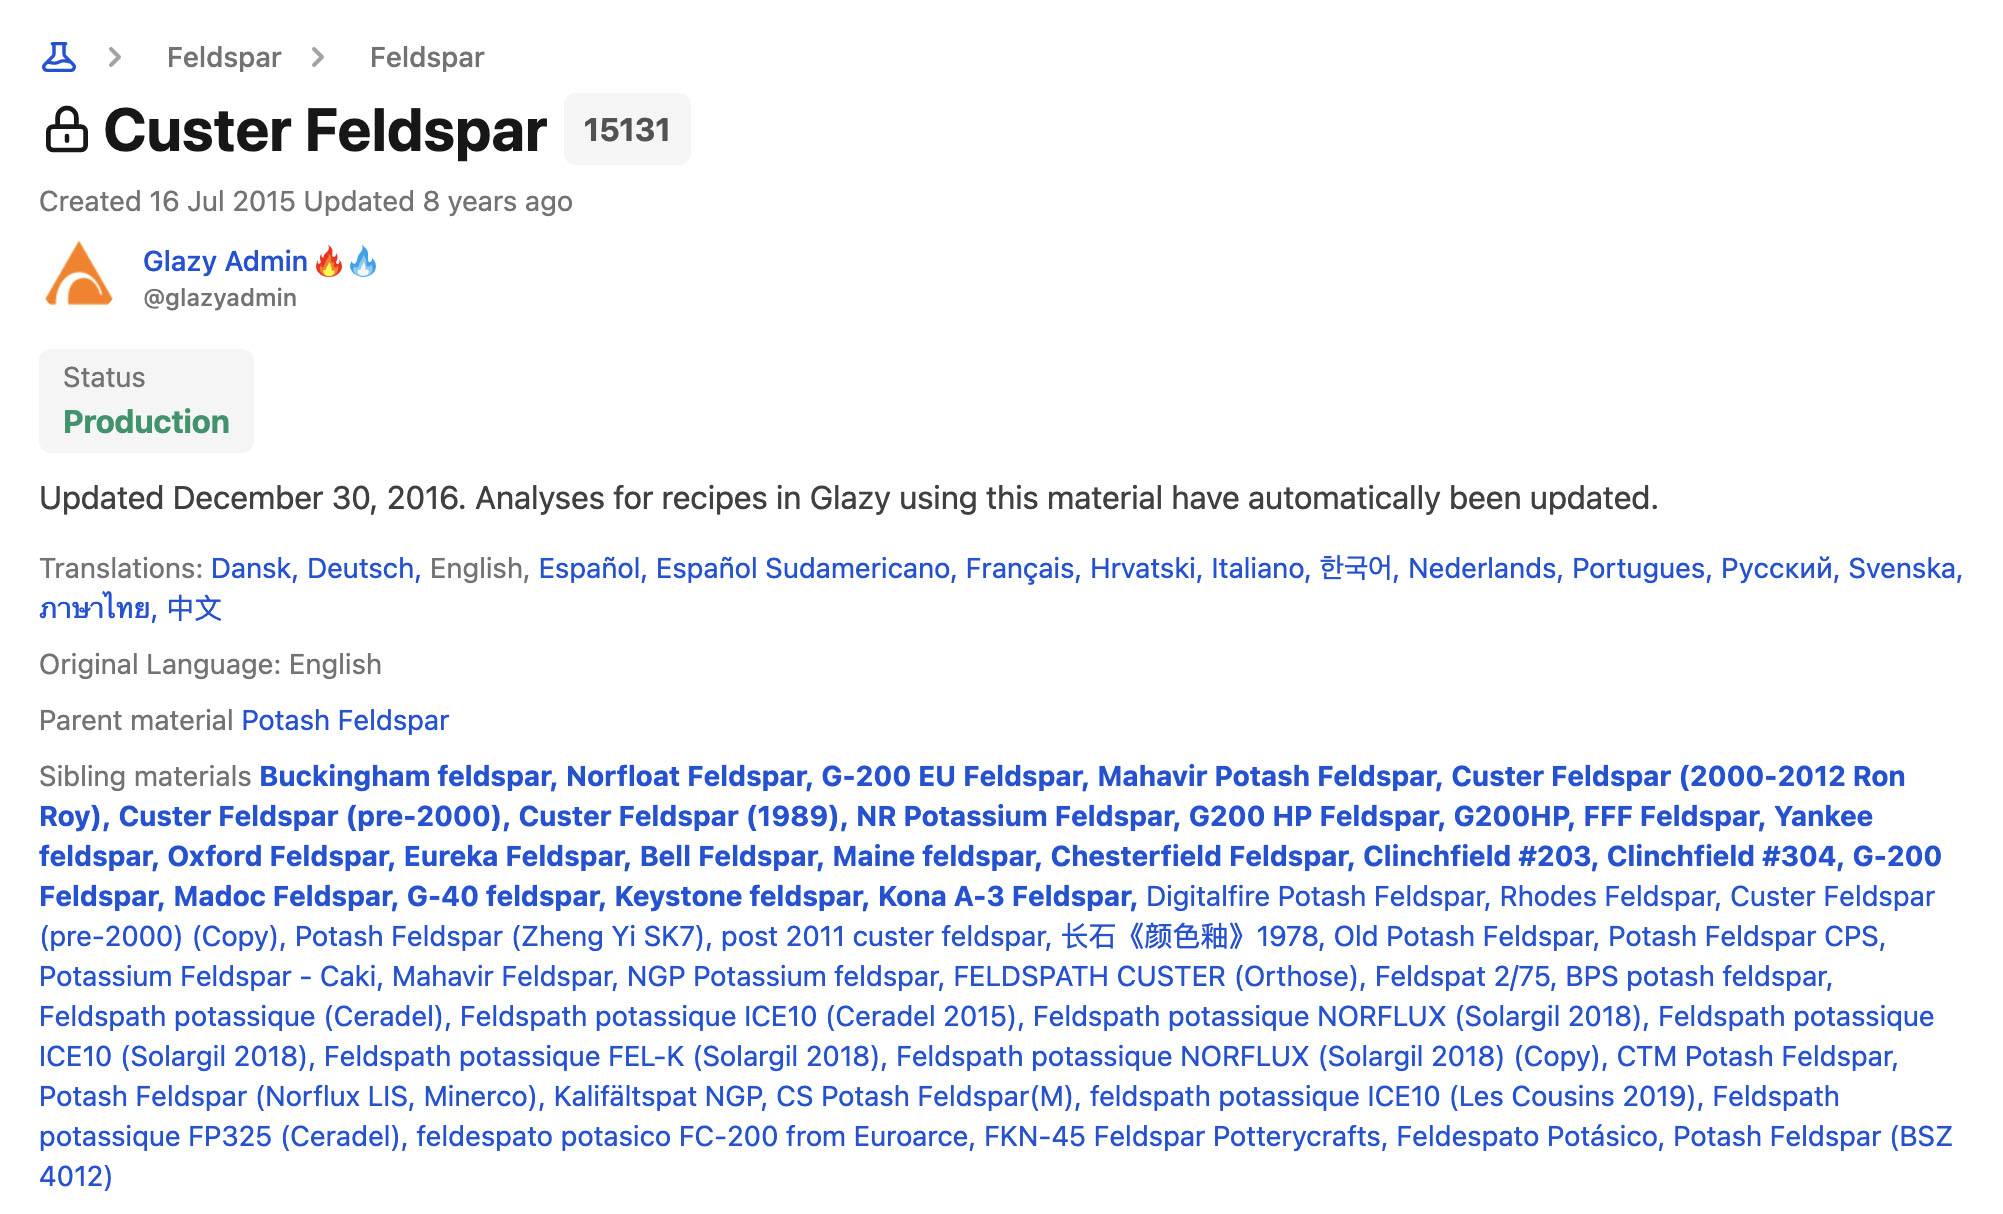 Feldspar Feldspar
Custer Feldspar 15131
Created 16 Jul 2015 Updated 8 years ago
Glazy Admin
@glazyadmin
Status
Production
Updated December 30, 2016. Analyses for recipes in Glazy using this material have automatically been updated.
Translations: Dansk, Deutsch, English, Español, Español Sudamericano, Français, Hrvatski, Italiano, 한국어, Nederlands, Portugues, Русский, Svenska,
ภาษาไทย, 中文
Original Language: English
Parent material Potash Feldspar
Sibling materials Buckingham feldspar, Norfloat Feldspar, G-200 EU Feldspar, Mahavir Potash Feldspar, Custer Feldspar (2000-2012 Ron
Roy), Custer Feldspar (pre-2000), Custer Feldspar (1989), NR Potassium Feldspar, G200 HP Feldspar, G200HP, FFF Feldspar, Yankee
feldspar, Oxford Feldspar, Eureka Feldspar, Bell Feldspar, Maine feldspar, Chesterfield Feldspar, Clinchfield #203, Clinchfield #304, G-200
Feldspar, Madoc Feldspar, G-40 feldspar, Keystone feldspar, Kona A-3 Feldspar, Digitalfire Potash Feldspar, Rhodes Feldspar, Custer Feldspar
(pre-2000) (Copy), Potash Feldspar (Zheng Yi SK7), post 2011 custer feldspar, 长石《颜色釉》1978, Old Potash Feldspar, Potash Feldspar CPS,
Potassium Feldspar - Caki, Mahavir Feldspar, NGP Potassium feldspar, FELDSPATH CUSTER (Orthose), Feldspat 2/75, BPS potash feldspar,
Feldspath potassique (Ceradel), Feldspath potassique ICE10 (Ceradel 2015), Feldspath potassique NORFLUX (Solargil 2018), Feldspath potassique
ICE10 (Solargil 2018), Feldspath potassique FEL-K (Solargil 2018), Feldspath potassique NORFLUX (Solargil 2018) (Copy), CTM Potash Feldspar,
Potash Feldspar (Norflux LIS, Minerco), Kalifältspat NGP, CS Potash Feldspar(M), feldspath potassique ICE10 (Les Cousins 2019), Feldspath
potassique FP325 (Ceradel), feldespato potasico FC-200 from Euroarce, FKN-45 Feldspar Potterycrafts, Feldespato Potásico, Potash Feldspar (BSZ
4012)